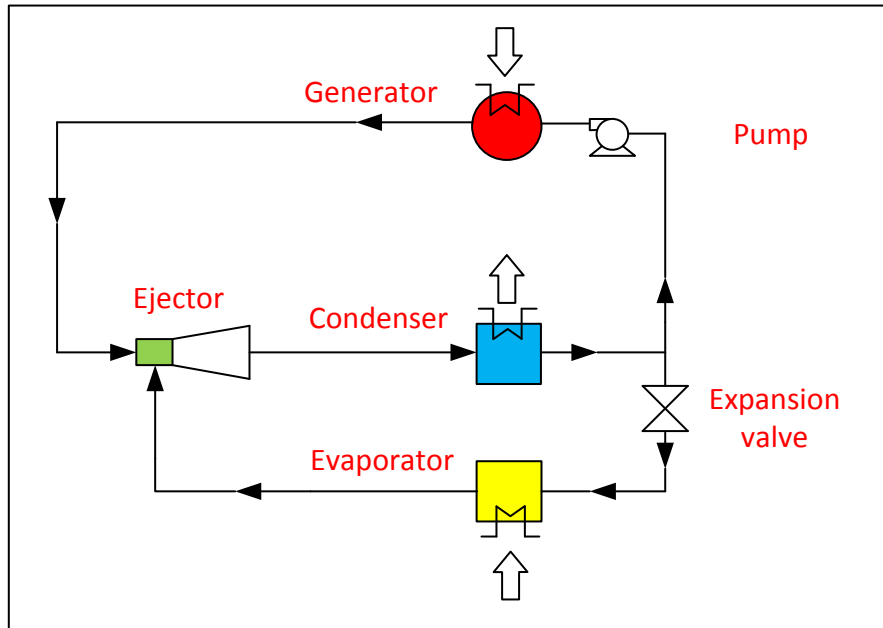 Generator
Pump
Ejector
Condenser
Expansion
valve
Evaporator